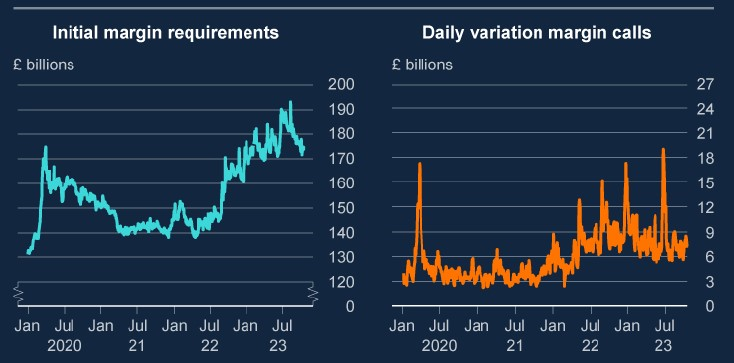 Initial margin requirements
£ billions
200
190
180
170
160
150
140
130
120
0
Jan Jul Jan Jul Jan Jul Jan Jul
2020 21 22 23
Daily variation margin calls
£ billions
27
24
21
18
15
12
9
6
3
0
Jan Jul Jan Jul Jan Jul Jan Jul
2020 21 22 23